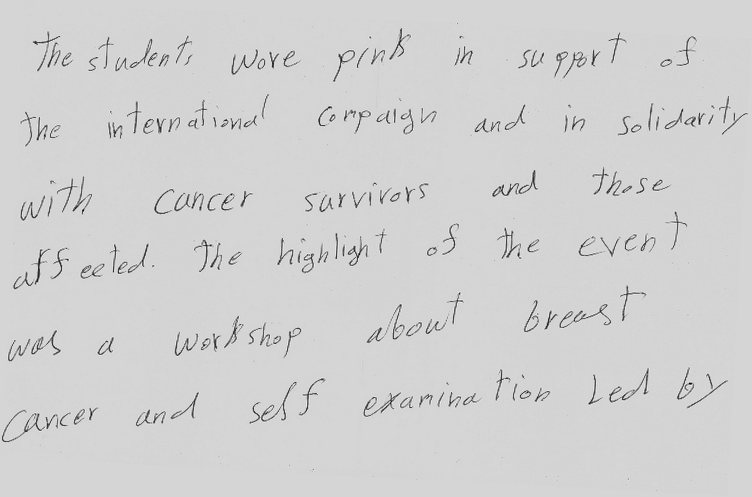 The students wore pink in support of
the international campaign and in solidarity
with cancer survivors and those
affected. The highlight of the event
was a workshop about breast
cancer and self examination Led by